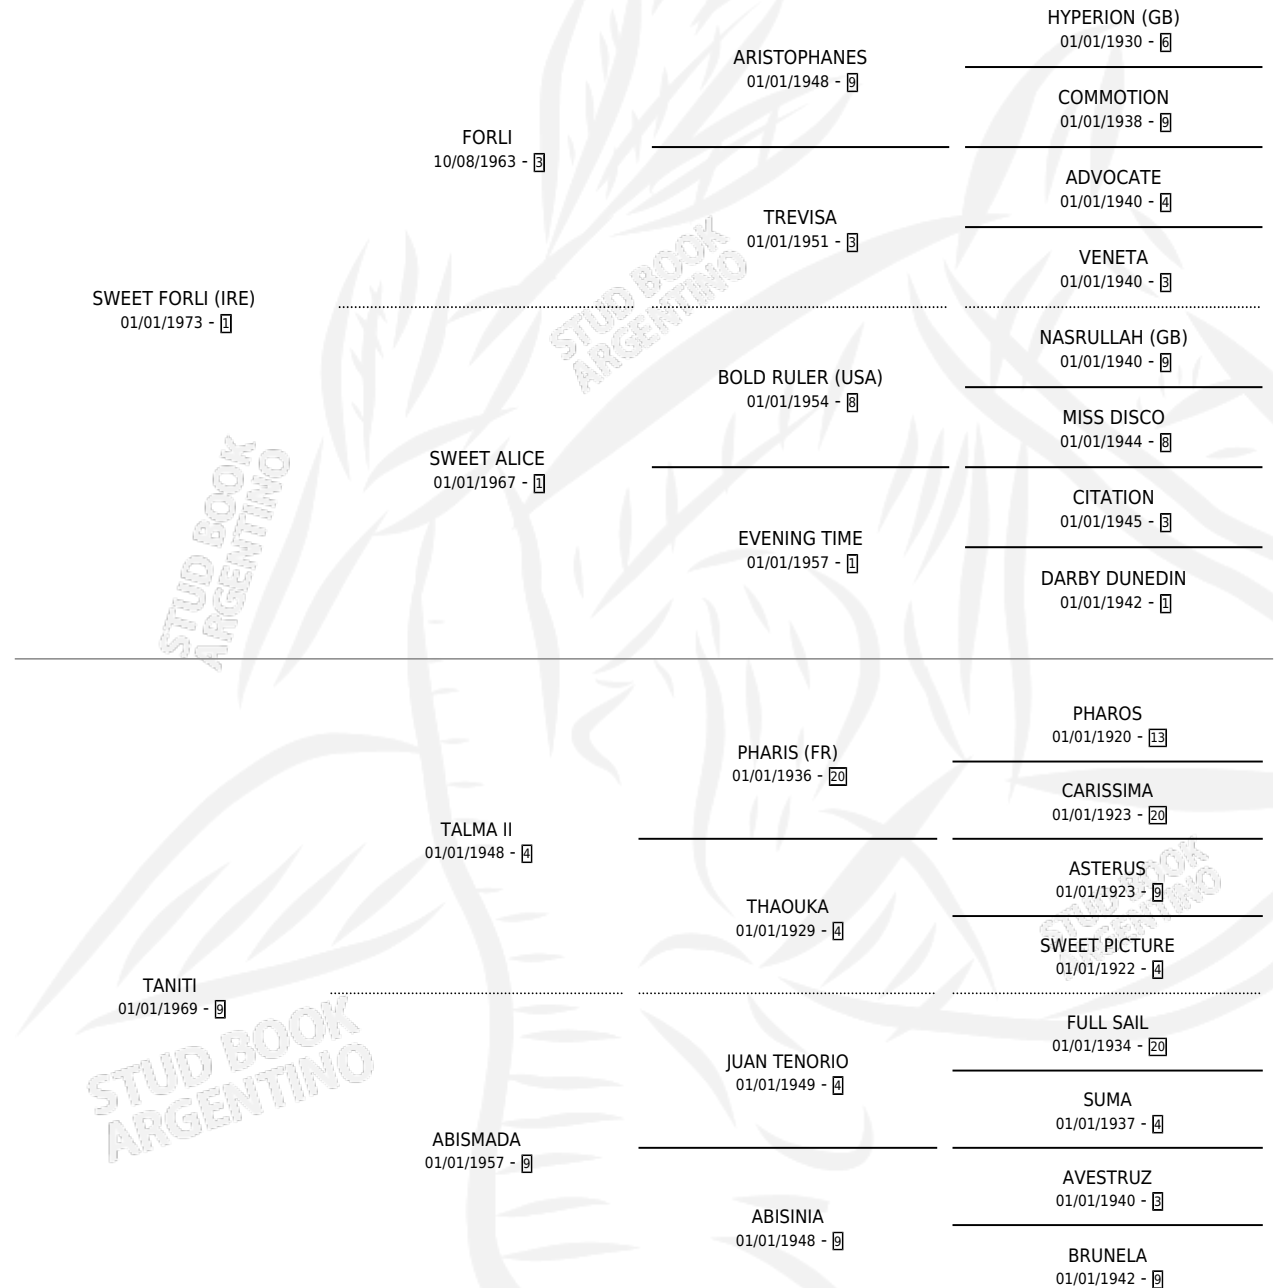 HYPERION (GB)
01/01/1930 - 6
ARISTOPHANES
01/01/1948 - 9
COMMOTION
01/01/1938 - 9
FORLI
10/08/1963 - 3
ADVOCATE
01/01/1940 - 4
TREVISA
01/01/1951 - 3
VENETA
01/01/1940 - 3
SWEET FORLI (IRE)
01/01/1973 - 1
NASRULLAH (GB)
01/01/1940 - 9
BOLD RULER (USA)
01/01/1954 - 8
MISS DISCO
01/01/1944 - 8
SWEET ALICE
01/01/1967 - 1
CITATION
01/01/1945 - 3
EVENING TIME
01/01/1957 - 1
DARBY DUNEDIN
01/01/1942 - 1
PHAROS
01/01/1920 - 13
PHARIS (FR)
01/01/1936 - 20
CARISSIMA
01/01/1923 - 20
TALMA II
01/01/1948 - 4
ASTERUS
01/01/1923 - 9
THAOUKA
01/01/1929 - 4
SWEET PICTURE
01/01/1922 - 4
TANITI
01/01/1969 - 9
FULL SAIL
01/01/1934 - 20
JUAN TENORIO
01/01/1949 - 4
SUMA
01/01/1937 - 4
ABISMADA
01/01/1957 - 9
AVESTRUZ
01/01/1940 - 3
ABISINIA
01/01/1948 - 9
BRUNELA
01/01/1942 - 9
STUD BOOK
ARGENTINO
STUD BOOK
ARGENTINO
STUD BOOK
ARGENTINO
STUD BOOK
ARGENTINO